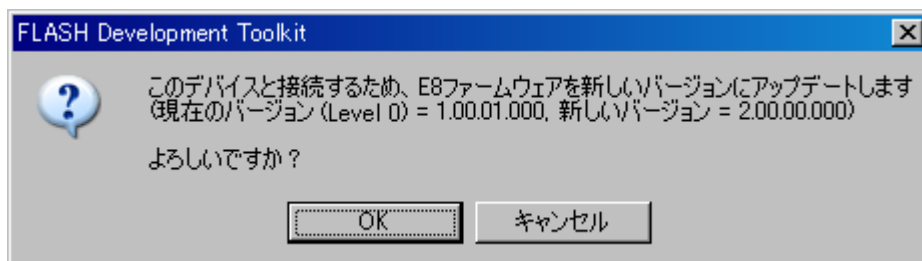 FLASH Development Toolkit
このデバイスと接続するため、E8ファームウェアを新しいバージョンにアップデートします
(現在のバージョン (Level 0) = 1.00.01.000, 新しいバージョン = 2.00.00.000)
よろしいですか？
OK
キャンセル